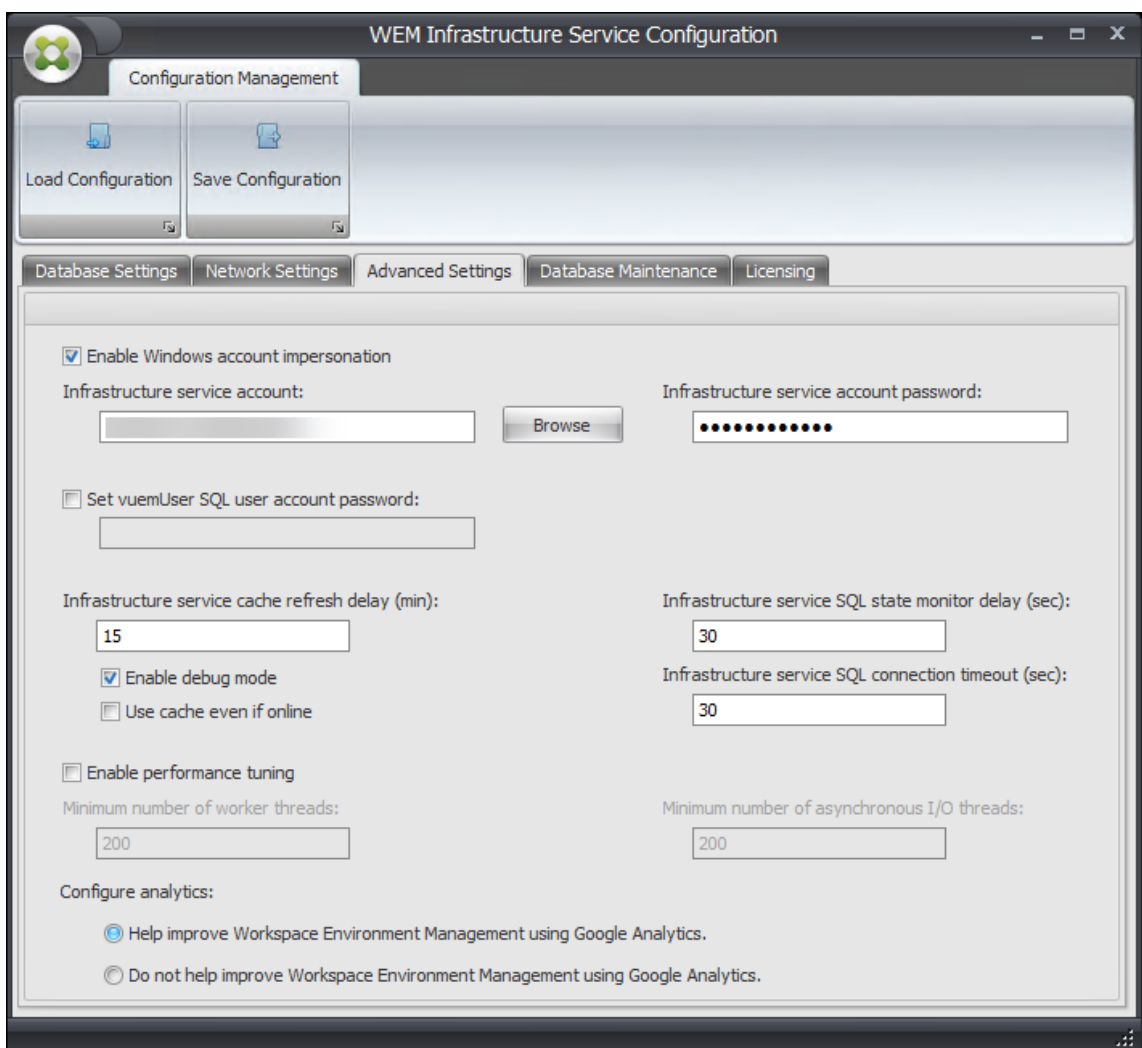 WEM Infrastructure Service Configuration
Configuration Management
Load Configuration
Save Configuration
Database Settings
Network Settings
Advanced Settings
Database Maintenance
Licensing
Enable Windows account impersonation
Infrastructure service account:
Infrastructure service account password:
Browse
••••••••••••
Set vuemUser SQL user account password:
Infrastructure service cache refresh delay (min):
Infrastructure service SQL state monitor delay (sec):
15
30
Enable debug mode
Infrastructure service SQL connection timeout (sec):
Use cache even if online
30
Enable performance tuning
Minimum number of worker threads:
Minimum number of asynchronous I/O threads:
200
200
Configure analytics:
Help improve Workspace Environment Management using Google Analytics.
Do not help improve Workspace Environment Management using Google Analytics.